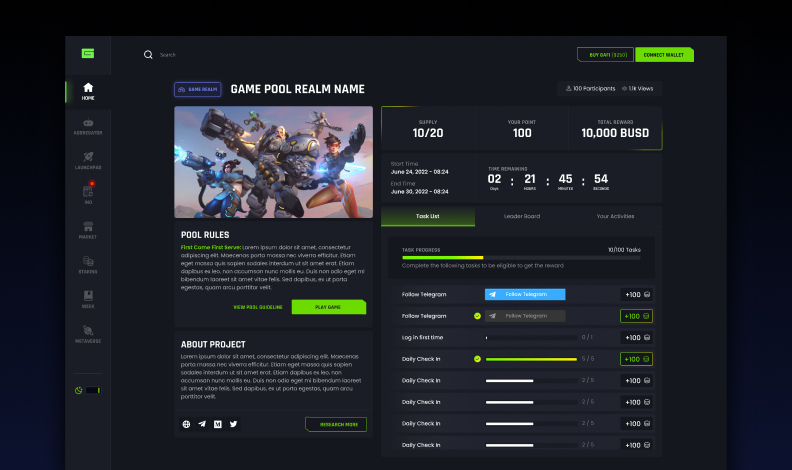 Search
BUY GAFI ($250)
CONNECT WALLET
HOME
AGGREGATOR
LAUNCHPAD
INO
MARKET
STAKING
WEEK
METAVERSE
GAME REALM
GAME POOL REALM NAME
100 Participants
1.1k Views
SUPPLY
10/20
YOUR POINT
100
TOTAL REWARD
10,000 BUSD
Start Time
June 24, 2022 - 08:24
End Time
June 30, 2022 - 08:24
TIME REMAINING
02 : 21 : 45 : 54
Days HOURS MINUTES SECONDS
POOL RULES
First Come First Serve: Lorem ipsum dolor sit amet, consectetur
adipiscing elit. Maecenas porta massa nec viverra efficitur. Etiam
eget massa quis sapien sodales interdum ut sit amet erat. Etiam
dapibus ex leo, non accumsan nunc mollis eu. Duis non odio eget mi
bibendum laoreet sit amet vitae felis. Sed dapibus, ex ut porta
egestas, quam arcu porttitor velit.
VIEW POOL GUIDELINE
PLAY GAME
ABOUT PROJECT
Lorem ipsum dolor sit amet, consectetur adipiscing elit. Maecenas
porta massa nec viverra efficitur. Etiam eget massa quis sapien
sodales interdum ut sit amet erat. Etiam dapibus ex leo, non
accumsan nunc mollis eu. Duis non odio eget mi bibendum laoreet
sit amet vitae felis. Sed dapibus, ex ut porta egestas, quam arcu
porttitor velit.
RESEARCH MORE
Task List
Leader Board
Your Activities
TASK PROGRESS
10/100 Tasks
Complete the following tasks to be eligible to get the reward
Follow Telegram Follow Telegram +100
Follow Telegram Follow Telegram +100
Log in first time 0 / 1 +100
Daily Check In 5 / 5 +100
Daily Check In 2 / 5 +100
Daily Check In 2 / 5 +100
Daily Check In 2 / 5 +100
Daily Check In 2 / 5 +100